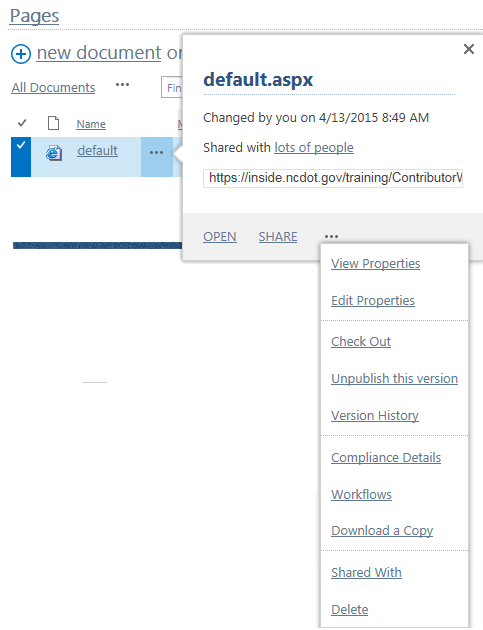 Pages
new document or
All Documents ...
Fin
Name
default ...
default.aspx
Changed by you on 4/13/2015 8:49 AM
Shared with lots of people
https://inside.ncdot.gov/training/ContributorW
OPEN SHARE ...
View Properties
Edit Properties
Check Out
Unpublish this version
Version History
Compliance Details
Workflows
Download a Copy
Shared With
Delete